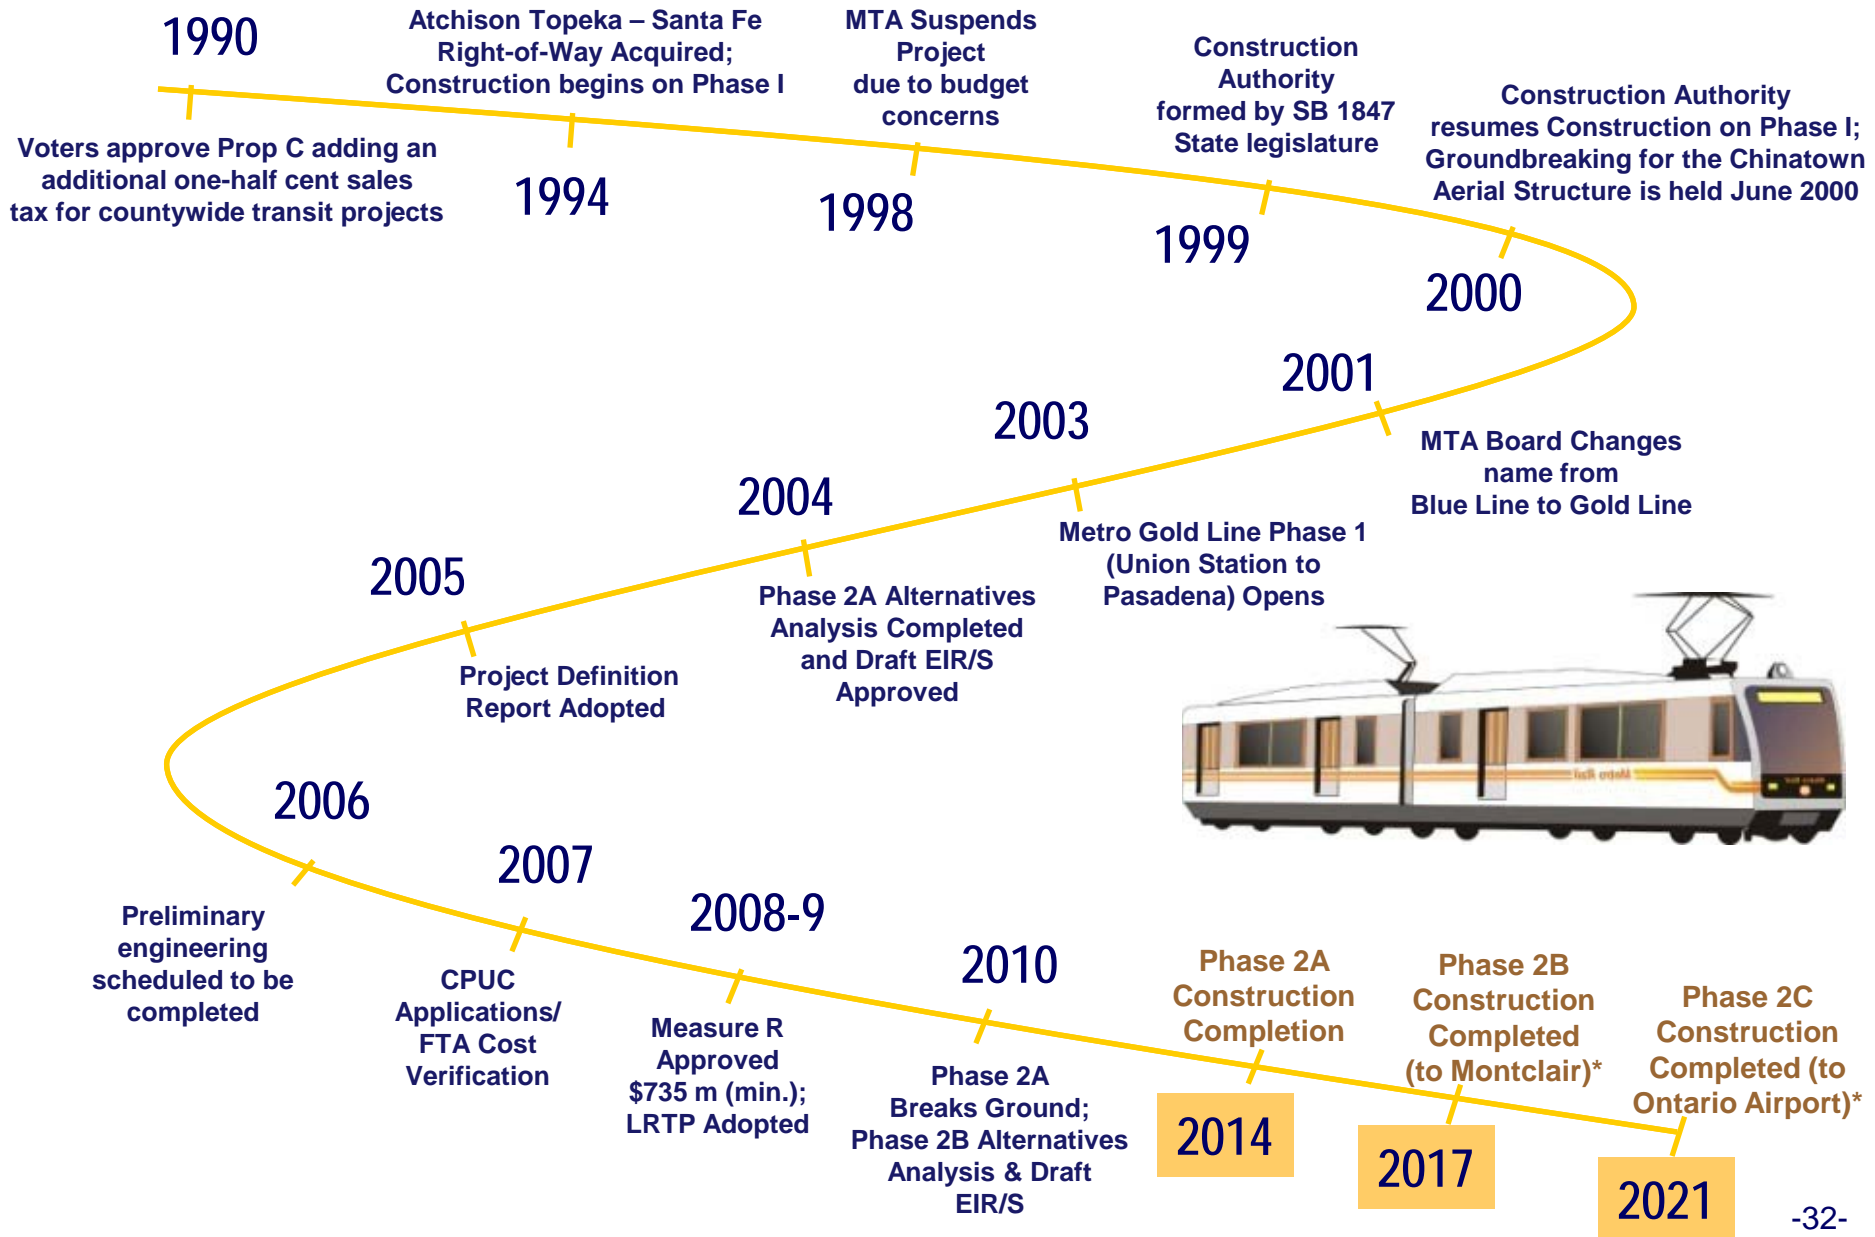 1990
Voters approve Prop C adding an
additional one-half cent sales
tax for countywide transit projects
Atchison Topeka – Santa Fe
Right-of-Way Acquired;
Construction begins on Phase I
1994
MTA Suspends
Project
due to budget
concerns
1998
Construction
Authority
formed by SB 1847
State legislature
1999
Construction Authority
resumes Construction on Phase I;
Groundbreaking for the Chinatown
Aerial Structure is held June 2000
2000
2001
MTA Board Changes
name from
Blue Line to Gold Line
2003
Metro Gold Line Phase 1
(Union Station to
Pasadena) Opens
2004
Phase 2A Alternatives
Analysis Completed
and Draft EIR/S
Approved
2005
Project Definition
Report Adopted
Metro Rail
2006
Preliminary
engineering
scheduled to be
completed
2007
CPUC
Applications/
FTA Cost
Verification
2008-9
Measure R
Approved
$735 m (min.);
LRTP Adopted
2010
Phase 2A
Breaks Ground;
Phase 2B Alternatives
Analysis & Draft
EIR/S
Phase 2A
Construction
Completion
2014
Phase 2B
Construction
Completed
(to Montclair)*
2017
Phase 2C
Construction
Completed (to
Ontario Airport)*
2021
-32-